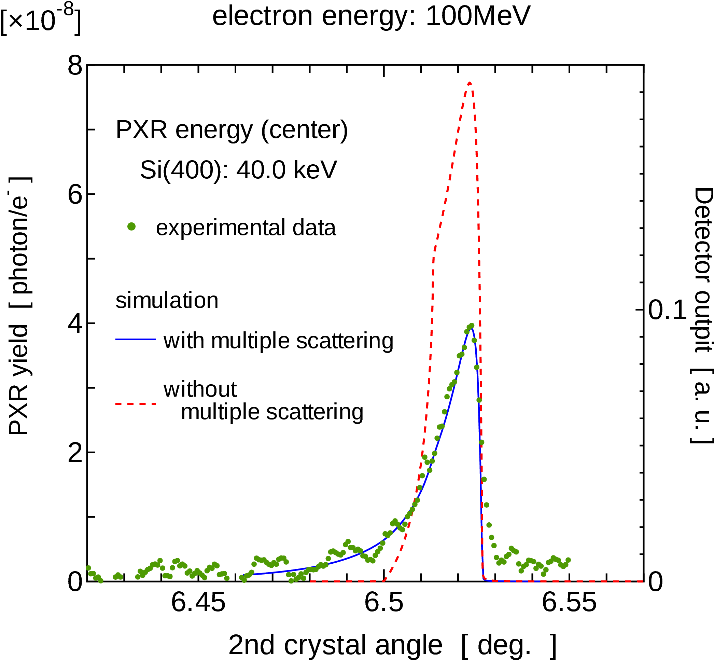 [×10-8]
electron energy: 100MeV
8
PXR energy (center)
Si(400): 40.0 keV
6
experimental data
simulation
4
0.1
with multiple scattering
without
multiple scattering
2
0
0
6.45
6.5
6.55
2nd crystal angle [ deg. ]
PXR yield [ photon/e- ]
Detector outpit [ a. u. ]